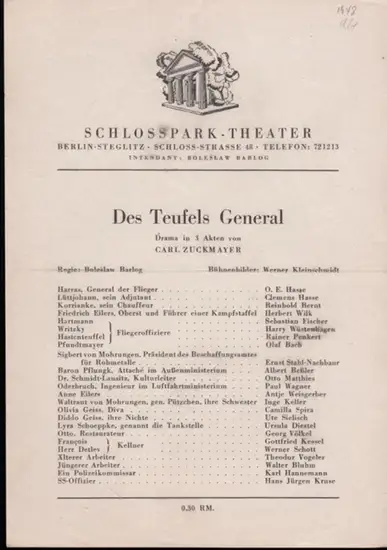 1948
SCHLOSSPARK-THEATER
BERLIN-STEGLITZ · SCHLOSS-STRASSE 48 · TELEFON: 721213
INTENDANT: BOLESLAW BARLOG
Des Teufels General
Drama in 3 Akten von
CARL ZUCKMAYER
Regie: Boleslaw Barlog Bühnenbilder: Werner Kleinschmidt
Harras, General der Flieger O. E. Hasse
Lüttjohann, sein Adjutant Clemens Hasse
Korrianke, sein Chauffeur Reinhold Bernt
Friedrich Eilers, Oberst und Führer einer Kampfstaffel Herbert Wilk
Hartmann Sebastian Fischer
Writzky Harry Wüstenhagen
Hastenteuffel Fliegeroffiziere Rainer Penkert
Pfundtmayer Olaf Bach
Sigbert von Mohrungen, Präsident des Beschaffungsamtes
für Rohmetalle Ernst Stahl-Nachbaur
Baron Pflungk, Attaché im Außenministerium Albert Beßler
Dr. Schmidt-Lausitz, Kulturleiter Otto Matthies
Oderbruch, Ingenieur im Luftfahrtministerium Paul Wagner
Anne Eilers Antje Weisgerber
Waltraut von Mohrungen, gen. Pützchen, ihre Schwester Inge Keller
Olivia Geiss, Diva Camilla Spira
Diddo Geiss, ihre Nichte Ute Sielisch
Lyra Schoeppke, genannt die Tankstelle Ursula Diestel
Otto, Restaurateur Georg Völkel
François Gottfried Kessel
Herr Detlev Kellner Werner Schott
Älterer Arbeiter Theodor Vogeler
Jüngerer Arbeiter Walter Bluhm
Ein Polizeikommissar Karl Hannemann
SS-Offizier Hans Jürgen Kruse
0.30 RM.